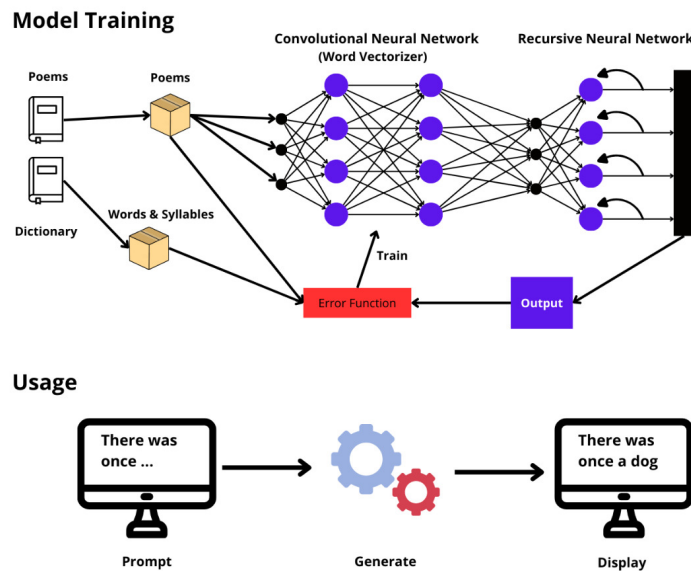 Model Training
Convolutional Neural Network
(Word Vectorizer)
Recursive Neural Network
Poems
Poems
Dictionary
Words & Syllables
Train
Error Function
Output
Usage
There was
once ...
There was
once a dog
Prompt
Generate
Display